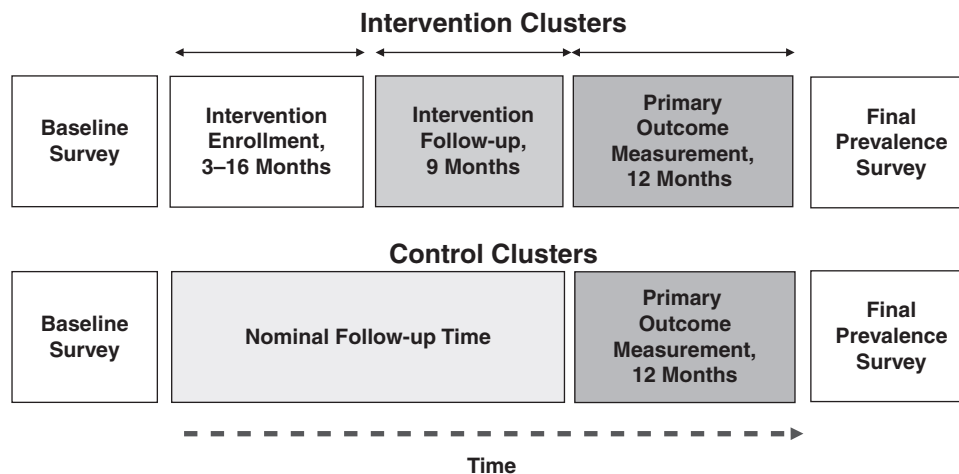 Intervention Clusters
Baseline
Survey
Intervention
Enrollment,
3–16 Months
Intervention
Follow-up,
9 Months
Primary
Outcome
Measurement,
12 Months
Final
Prevalence
Survey
Control Clusters
Baseline
Survey
Nominal Follow-up Time
Primary
Outcome
Measurement,
12 Months
Final
Prevalence
Survey
Time